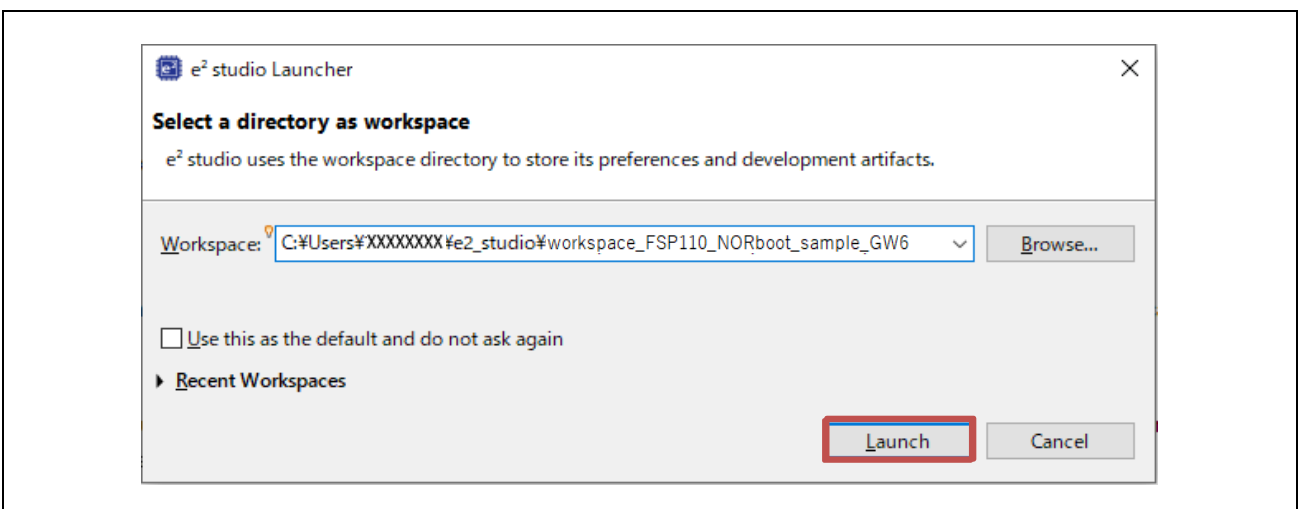 e² studio Launcher
Select a directory as workspace
e² studio uses the workspace directory to store its preferences and development artifacts.
Workspace: C:¥Users¥XXXXXXXX¥e2_studio¥workspace_FSP110_NORboot_sample_GW6 Browse...
Use this as the default and do not ask again
Recent Workspaces
Launch Cancel